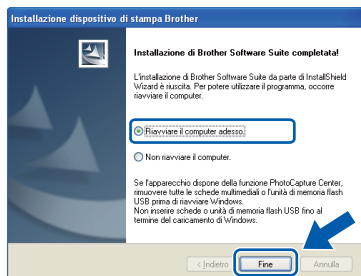 Installazione dispositivo di stampa Brother
Installazione di Brother Software Suite completata!
L'installazione di Brother Software Suite da parte di InstallShield
Wizard è riuscita. Per potere utilizzare il programma, occorre
riavviare il computer.
Riavviare il computer adesso.
Non riavviare il computer.
Se l'apparecchio dispone della funzione PhotoCapture Center,
rimuovere tutte le schede multimediali o l'unità di memoria flash
USB prima di riavviare Windows.
Non inserire schede o unità di memoria flash USB fino al
termine del caricamento di Windows.
< Indietro
Fine
Annulla